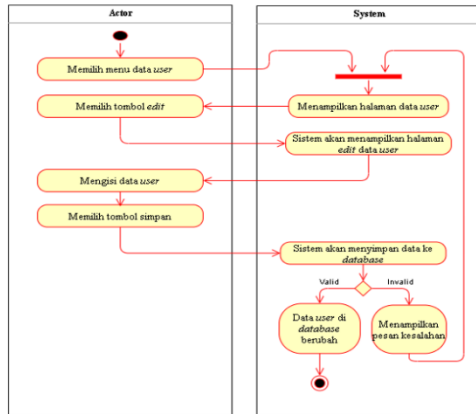 Actor
System
Memilih menu data user
Memilih tombol edit
Menampilkan halaman data user
Sistem akan menampilkan halaman
edit data user
Mengisi data user
Memilih tombol simpan
Sistem akan menyimpan data ke
database
Valid
Invalid
Data user di
database
berubah
Menampilkan
pesan kesalahan